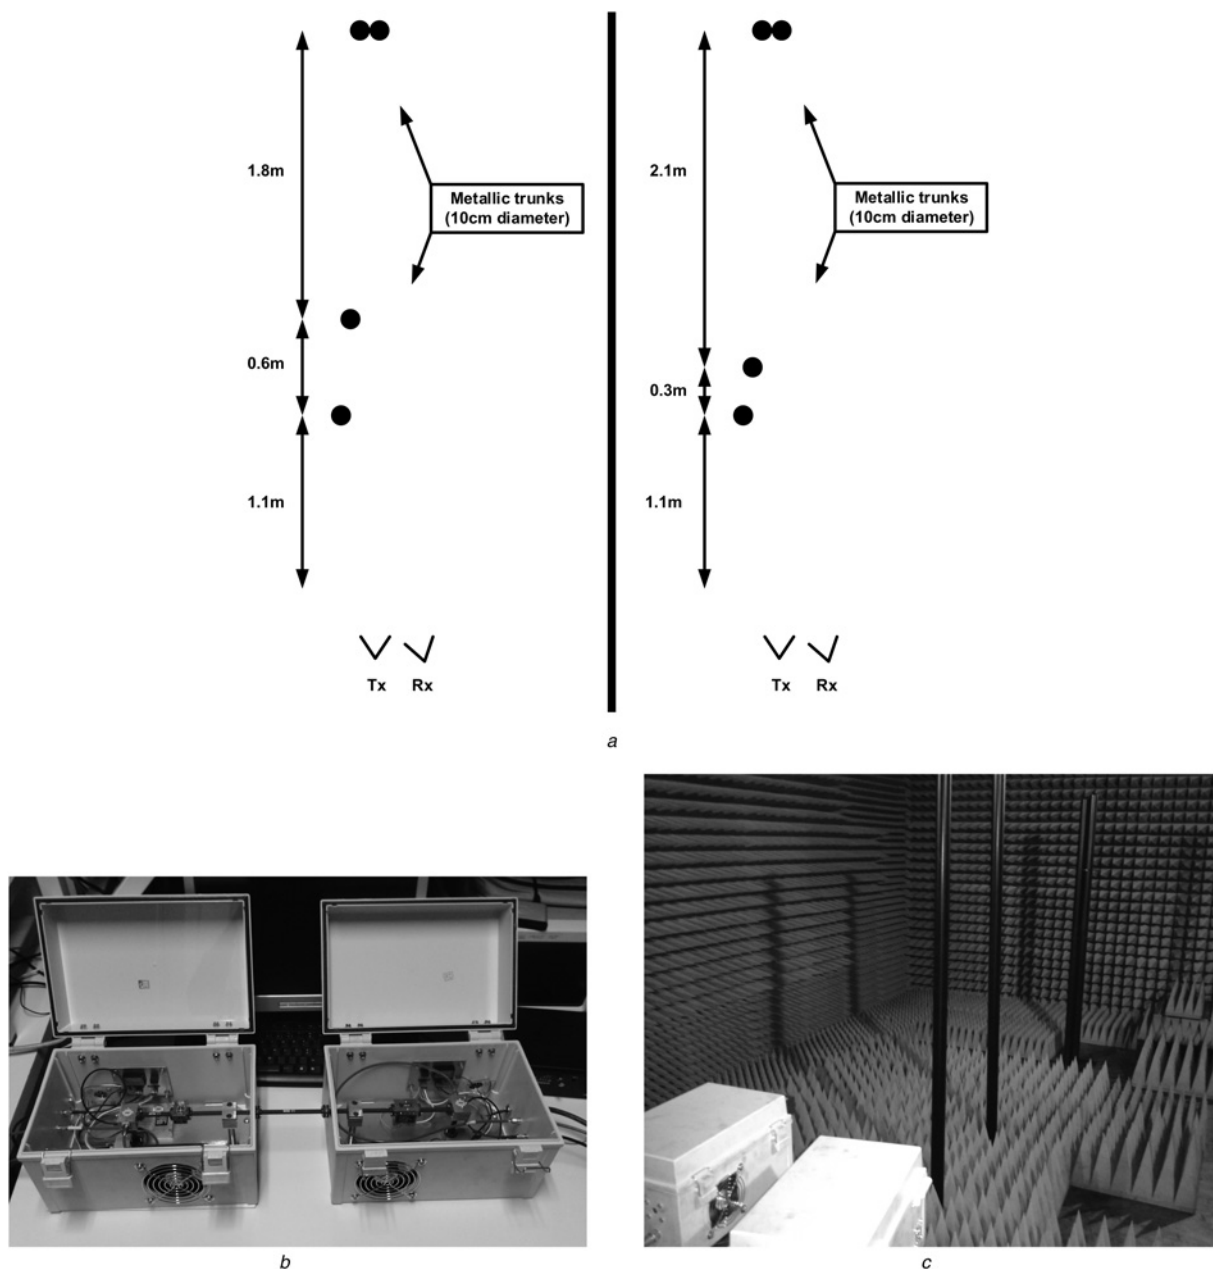 1.8m
Metallic trunks
(10cm diameter)
0.6m
1.1m
Tx Rx
2.1m
Metallic trunks
(10cm diameter)
0.3m
1.1m
Tx Rx
a
b
c